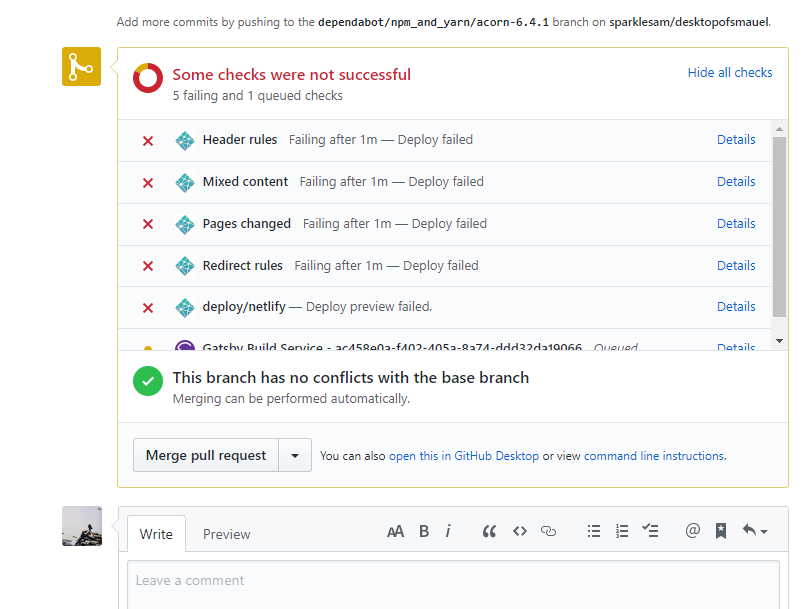 Add more commits by pushing to the dependabot/npm_and_yarn/acorn-6.4.1 branch on sparklesam/desktopofsmauel.
Some checks were not successful
Hide all checks
5 failing and 1 queued checks
Header rules Failing after 1m — Deploy failed Details
Mixed content Failing after 1m — Deploy failed Details
Pages changed Failing after 1m — Deploy failed Details
Redirect rules Failing after 1m — Deploy failed Details
deploy/netlify — Deploy preview failed. Details
Gatsby Build Service - ac458e0a-f402-405a-8a74-ddd32da19066 Queued Details
This branch has no conflicts with the base branch
Merging can be performed automatically.
Merge pull request You can also open this in GitHub Desktop or view command line instructions.
Write Preview AA B i @
Leave a comment